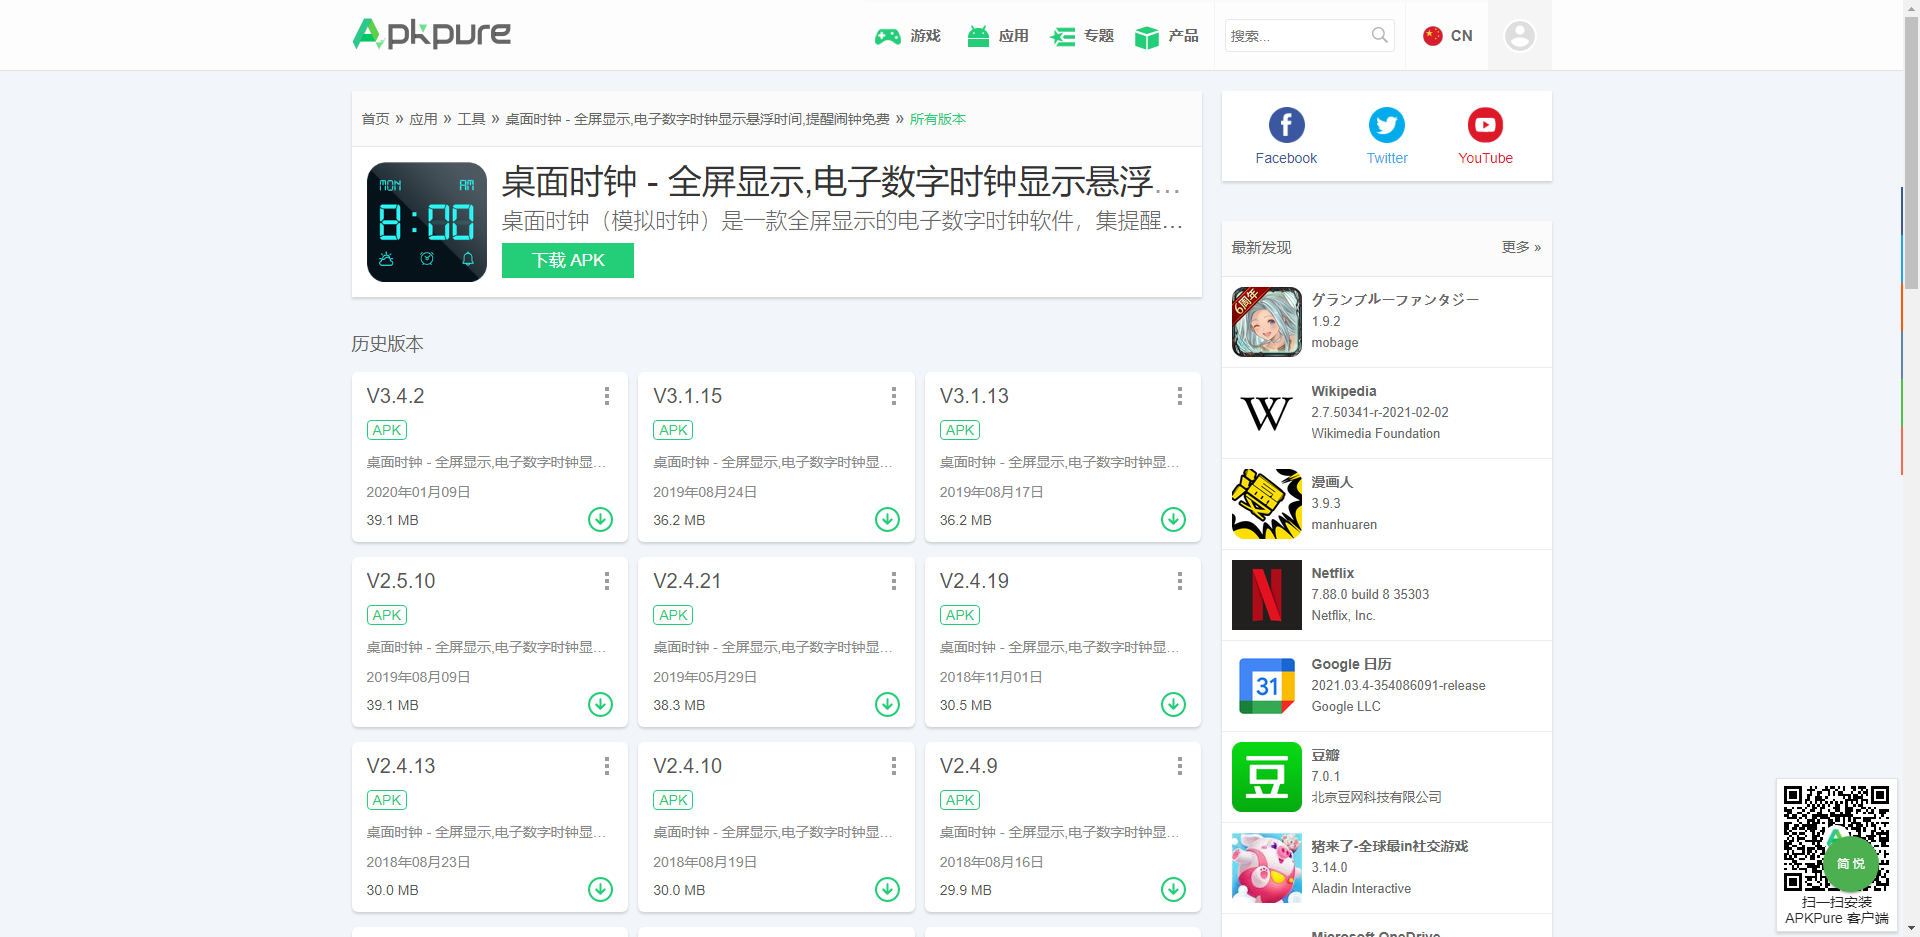 Apkpure
游戏
应用
专题
产品
搜索...
CN
首页 » 应用 » 工具 » 桌面时钟 - 全屏显示,电子数字时钟显示悬浮时间,提醒闹钟免费 » 所有版本
MON AM
8:00
桌面时钟 - 全屏显示,电子数字时钟显示悬浮...
桌面时钟（模拟时钟）是一款全屏显示的电子数字时钟软件，集提醒...
下载 APK
历史版本
V3.4.2
APK
桌面时钟 - 全屏显示,电子数字时钟显...
2020年01月09日
39.1 MB
V3.1.15
APK
桌面时钟 - 全屏显示,电子数字时钟显...
2019年08月24日
36.2 MB
V3.1.13
APK
桌面时钟 - 全屏显示,电子数字时钟显...
2019年08月17日
36.2 MB
V2.5.10
APK
桌面时钟 - 全屏显示,电子数字时钟显...
2019年08月09日
39.1 MB
V2.4.21
APK
桌面时钟 - 全屏显示,电子数字时钟显...
2019年05月29日
38.3 MB
V2.4.19
APK
桌面时钟 - 全屏显示,电子数字时钟显...
2018年11月01日
30.5 MB
V2.4.13
APK
桌面时钟 - 全屏显示,电子数字时钟显...
2018年08月23日
30.0 MB
V2.4.10
APK
桌面时钟 - 全屏显示,电子数字时钟显...
2018年08月19日
30.0 MB
V2.4.9
APK
桌面时钟 - 全屏显示,电子数字时钟显...
2018年08月16日
29.9 MB
Facebook
Twitter
YouTube
最新发现
更多 »
6周年
グランブルーファンタジー
1.9.2
mobage
W
Wikipedia
2.7.50341-r-2021-02-02
Wikimedia Foundation
漫画人
3.9.3
manhuaren
Netflix
7.88.0 build 8 35303
Netflix, Inc.
31
Google 日历
2021.03.4-354086091-release
Google LLC
豆
豆瓣
7.0.1
北京豆网科技有限公司
猪来了-全球最in社交游戏
3.14.0
Aladin Interactive
Microsoft OneDrive
简悦
扫一扫安装
APKPure 客户端